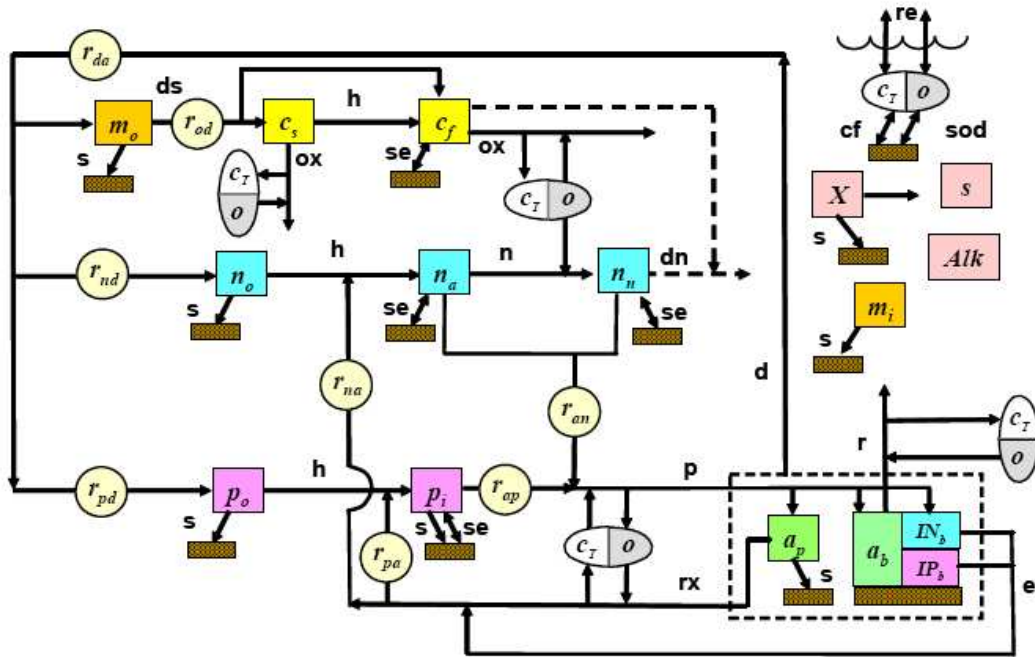 r_da
re
ds
h
c_T
o
m_o
r_od
c_s
c_f
cf
sod
s
ox
se
ox
c_T
o
c_T
o
X
s
s
Alk
h
n
dn
r_nd
n_o
n_a
n_n
s
se
se
m_i
s
d
r_na
r_an
r
c_T
o
h
p
r_pd
p_o
p_i
r_ap
s
s
se
c_T
o
a_p
a_b
IN_b
IP_b
r_pa
s
rx
e